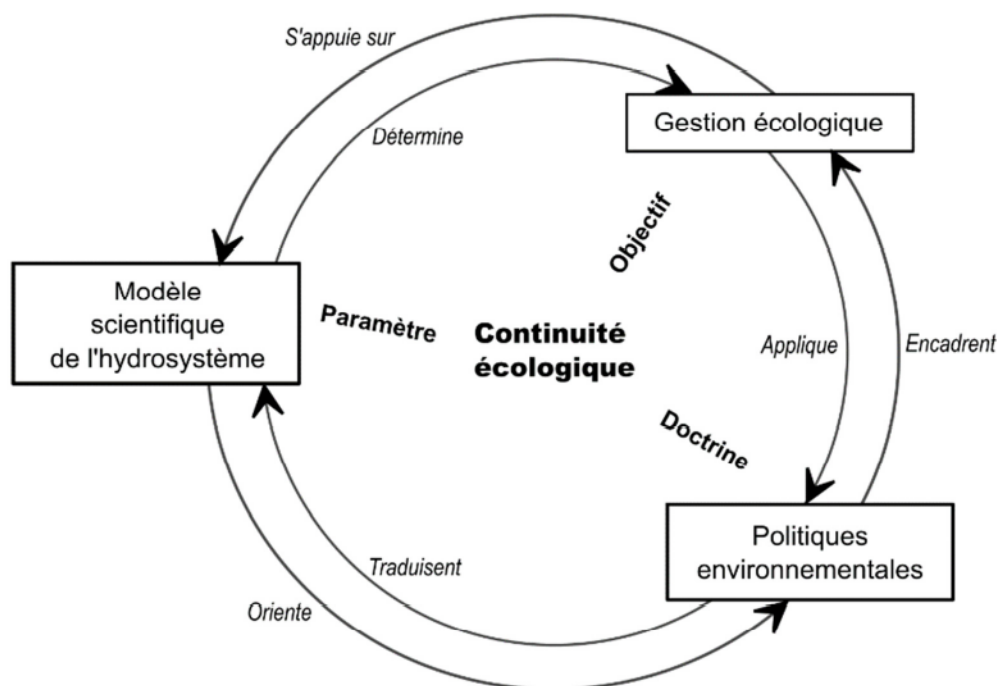 S'appuie sur
Gestion écologique
Détermine
Objectif
Modèle
scientifique
de l'hydrosystème
Paramètre
Continuité
écologique
Applique
Encadrent
Doctrine
Politiques
environnementales
Traduisent
Oriente